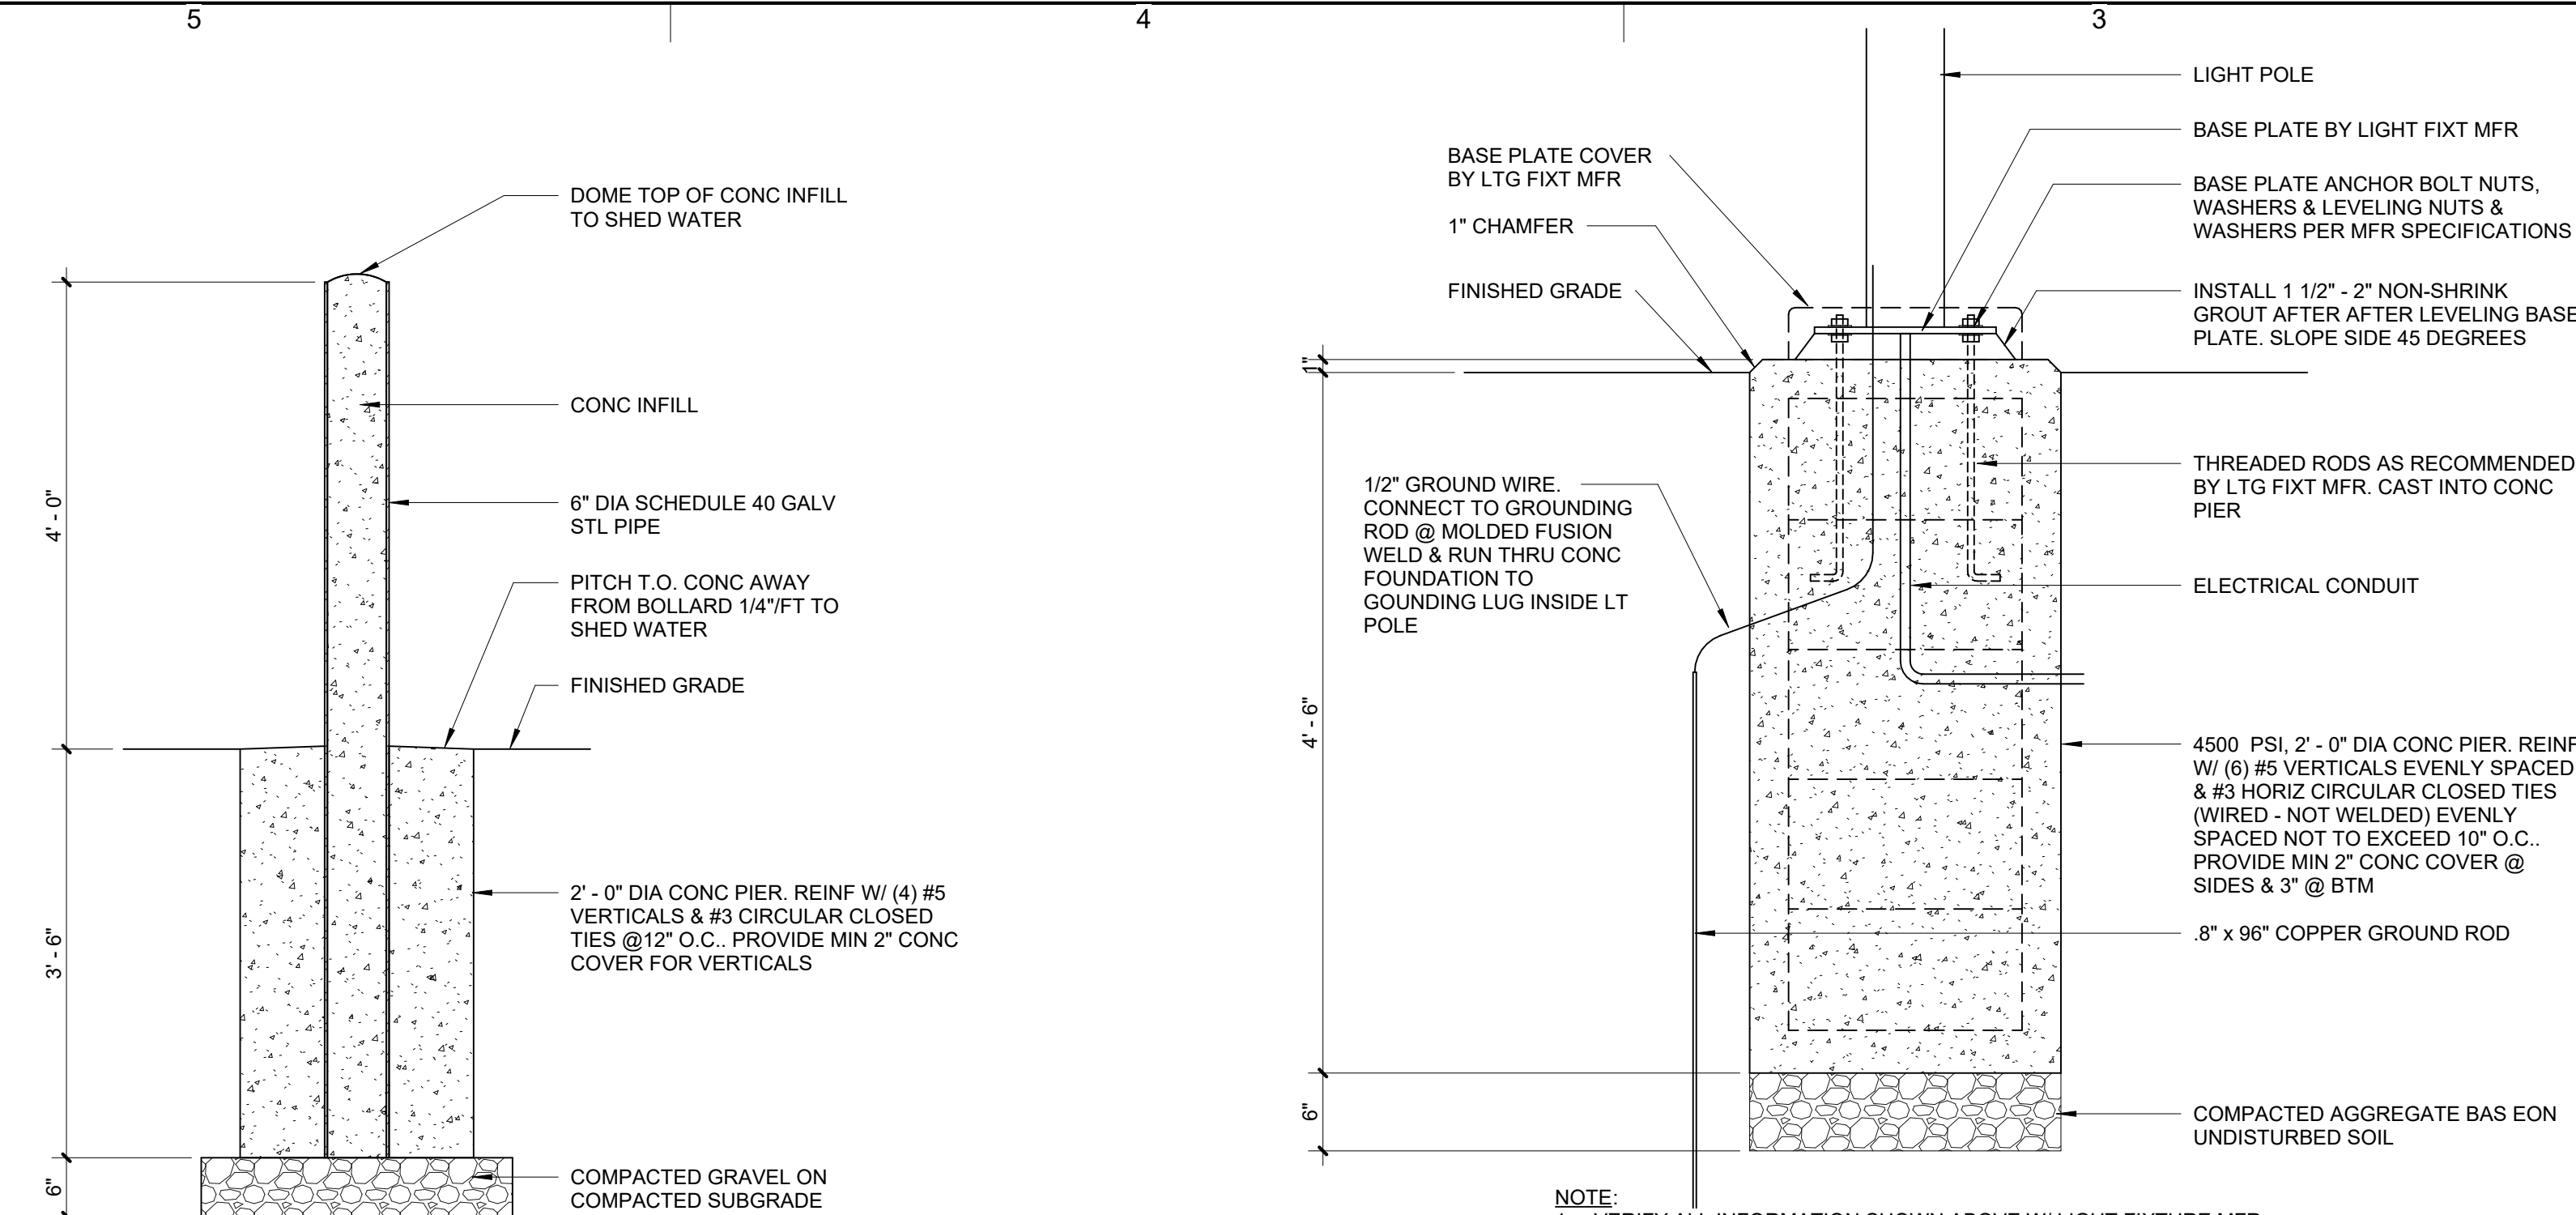 5
4
3
DOME TOP OF CONC INFILL
TO SHED WATER
CONC INFILL
6" DIA SCHEDULE 40 GALV
STL PIPE
PITCH T.O. CONC AWAY
FROM BOLLARD 1/4"/FT TO
SHED WATER
FINISHED GRADE
2' - 0" DIA CONC PIER. REINF W/ (4) #5
VERTICALS & #3 CIRCULAR CLOSED
TIES @12" O.C.. PROVIDE MIN 2" CONC
COVER FOR VERTICALS
COMPACTED GRAVEL ON
COMPACTED SUBGRADE
4' - 0"
3' - 6"
6"
BASE PLATE COVER
BY LTG FIXT MFR
1" CHAMFER
FINISHED GRADE
1/2" GROUND WIRE.
CONNECT TO GROUNDING
ROD @ MOLDED FUSION
WELD & RUN THRU CONC
FOUNDATION TO
GOUNDING LUG INSIDE LT
POLE
1"
4' - 6"
6"
LIGHT POLE
BASE PLATE BY LIGHT FIXT MFR
BASE PLATE ANCHOR BOLT NUTS,
WASHERS & LEVELING NUTS &
WASHERS PER MFR SPECIFICATIONS
INSTALL 1 1/2" - 2" NON-SHRINK
GROUT AFTER AFTER LEVELING BASE
PLATE. SLOPE SIDE 45 DEGREES
THREADED RODS AS RECOMMENDED
BY LTG FIXT MFR. CAST INTO CONC
PIER
ELECTRICAL CONDUIT
4500 PSI, 2' - 0" DIA CONC PIER. REINF
W/ (6) #5 VERTICALS EVENLY SPACED
& #3 HORIZ CIRCULAR CLOSED TIES
(WIRED - NOT WELDED) EVENLY
SPACED NOT TO EXCEED 10" O.C..
PROVIDE MIN 2" CONC COVER @
SIDES & 3" @ BTM
.8" x 96" COPPER GROUND ROD
COMPACTED AGGREGATE BAS EON
UNDISTURBED SOIL
NOTE:
VERIFY ALL INFORMATION SHOWN ABOVE W/ LIGHT FIXTURE MFR